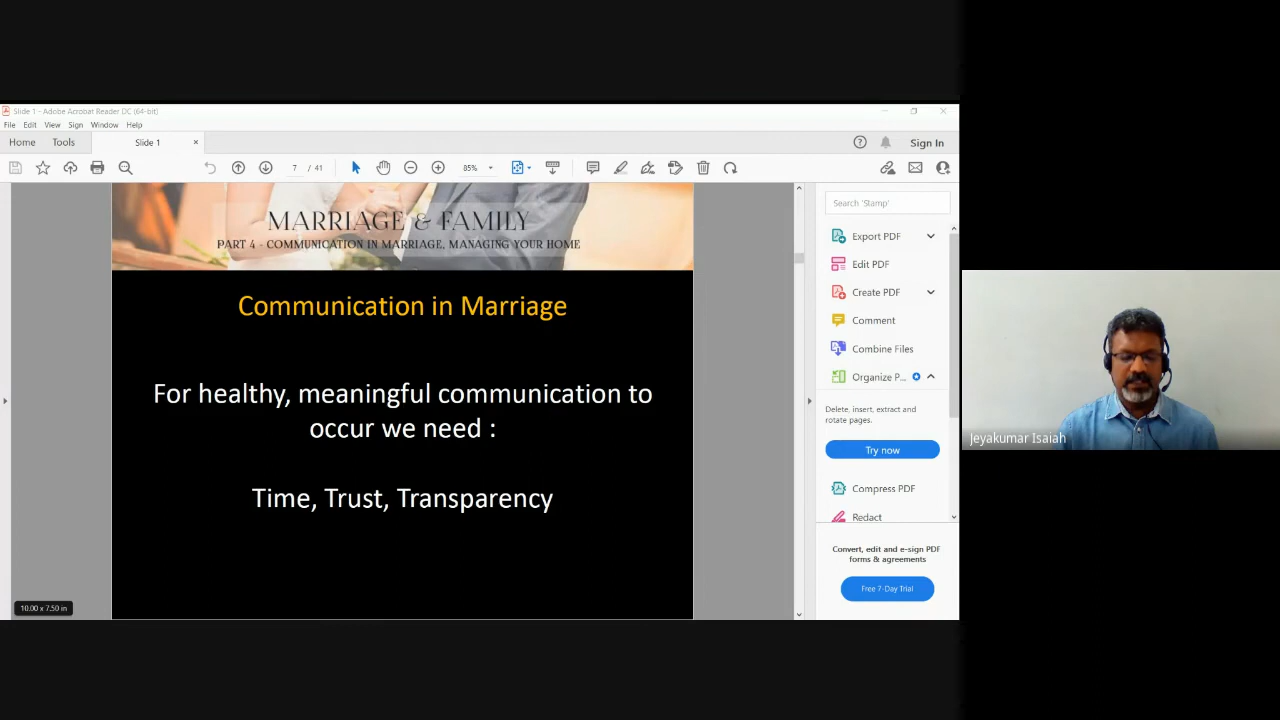 Slide 1 - Adobe Acrobat Reader DC (64-bit)
File Edit View Sign Window Help
Home Tools Slide 1 × Sign In
7 / 41 85%
MARRIAGE & FAMILY
PART 4 - COMMUNICATION IN MARRIAGE, MANAGING YOUR HOME
Communication in Marriage
For healthy, meaningful communication to
occur we need :
Time, Trust, Transparency
10.00 x 7.50 in
Search 'Stamp'
Export PDF
Edit PDF
Create PDF
Comment
Combine Files
Organize P...
Delete, insert, extract and
rotate pages.
Try now
Compress PDF
Redact
Convert, edit and e-sign PDF
forms & agreements
Free 7-Day Trial
Jeyakumar Isaiah